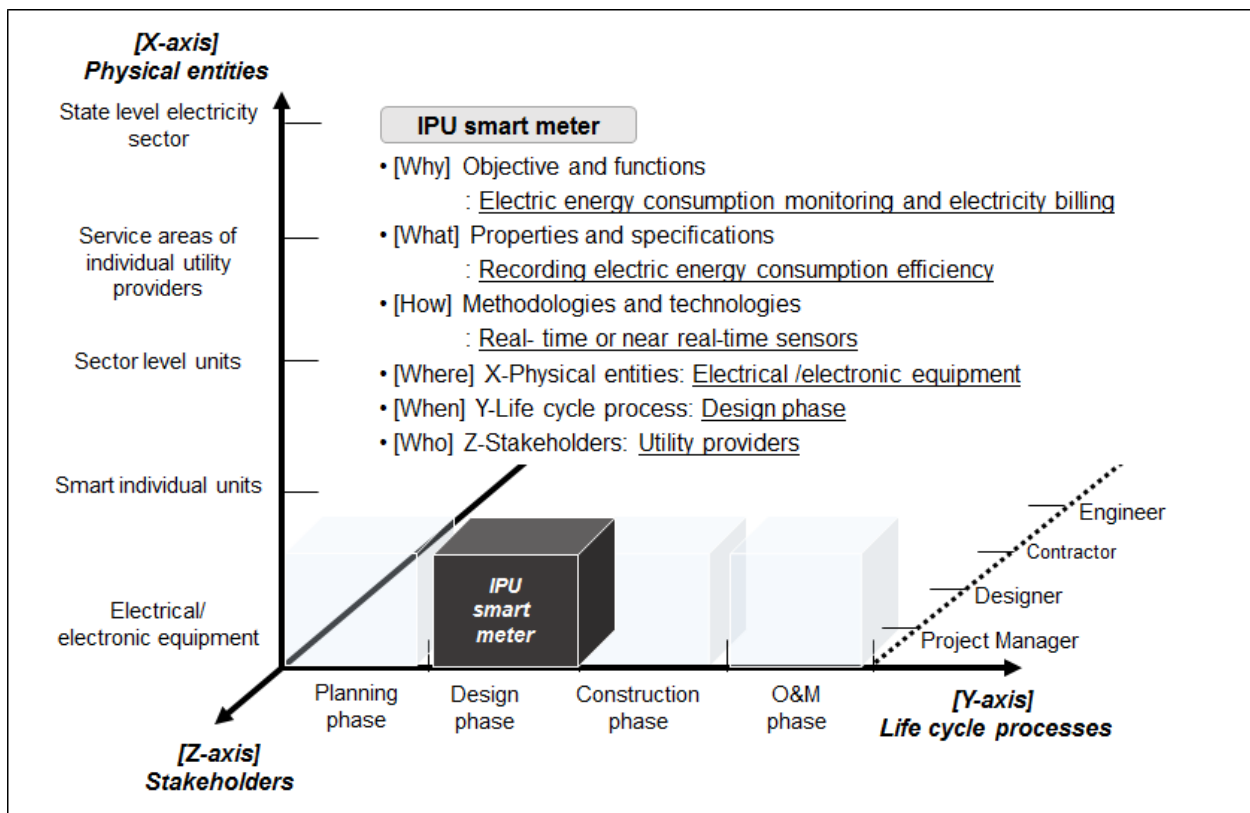 [X-axis]
Physical entities
State level electricity
sector
Service areas of
individual utility
providers
Sector level units
Smart individual units
Electrical/
electronic equipment
IPU smart meter
• [Why] Objective and functions
: Electric energy consumption monitoring and electricity billing
• [What] Properties and specifications
: Recording electric energy consumption efficiency
• [How] Methodologies and technologies
: Real- time or near real-time sensors
• [Where] X-Physical entities: Electrical /electronic equipment
• [When] Y-Life cycle process: Design phase
• [Who] Z-Stakeholders: Utility providers
IPU
smart
meter
Engineer
Contractor
Designer
Project Manager
Planning
phase
Design
phase
Construction
phase
O&M
phase
[Y-axis]
Life cycle processes
[Z-axis]
Stakeholders